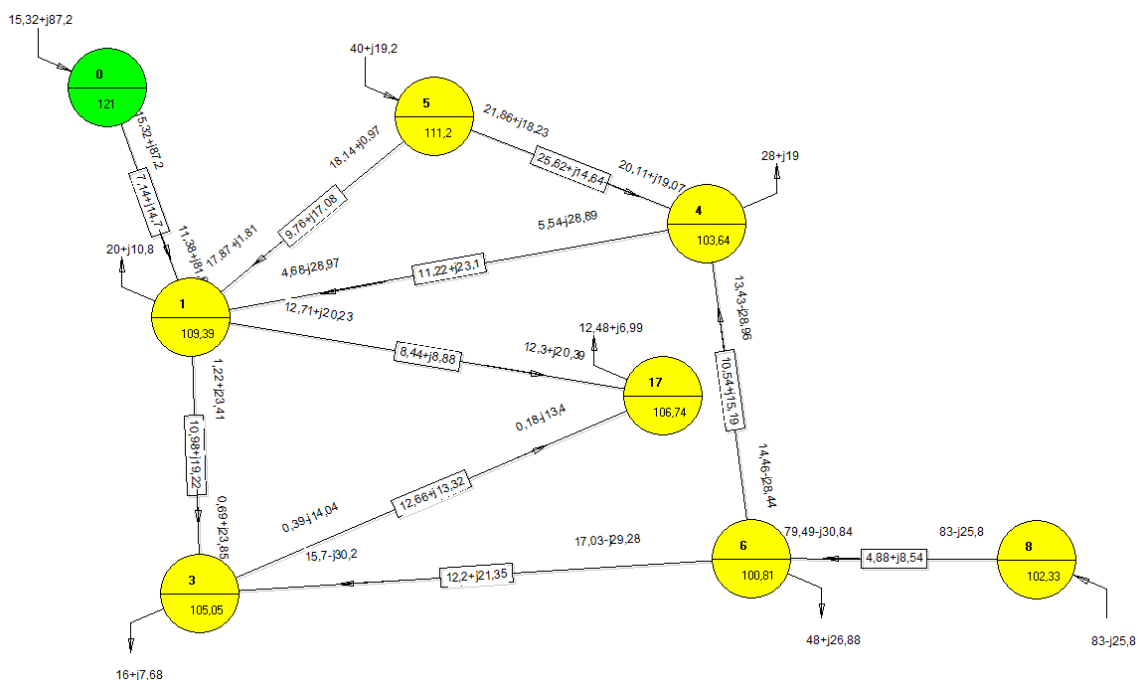 15,32+j87,2
0
121
15,32+j87,2
7,14+j14,7
40+j19,2
5
111,2
21,86+j18,23
18,14+j0,97
25,62+j14,64
20,11+j19,07
28+j19
4
103,64
9,76+j17,08
5,54-j28,89
11,38+j81,
17,87+j1,81
20+j10,8
4,68-j28,97
11,22+j23,1
1
109,39
12,71+j20,23
13,43-j28,96
8,44+j8,88
12,3+j20,39
12,48+j6,99
17
106,74
10,54+j15,19
1,22+j23,41
0,18-j13,4
10,98+j19,22
12,66+j13,32
14,46-j28,44
0,39-j14,04
0,69+j23,85
15,7-j30,2
17,03-j29,28
79,49-j30,84
83-j25,8
6
100,81
4,88+j8,54
8
102,33
3
105,05
12,2+j21,35
16+j7,68
48+j26,88
83-j25,8